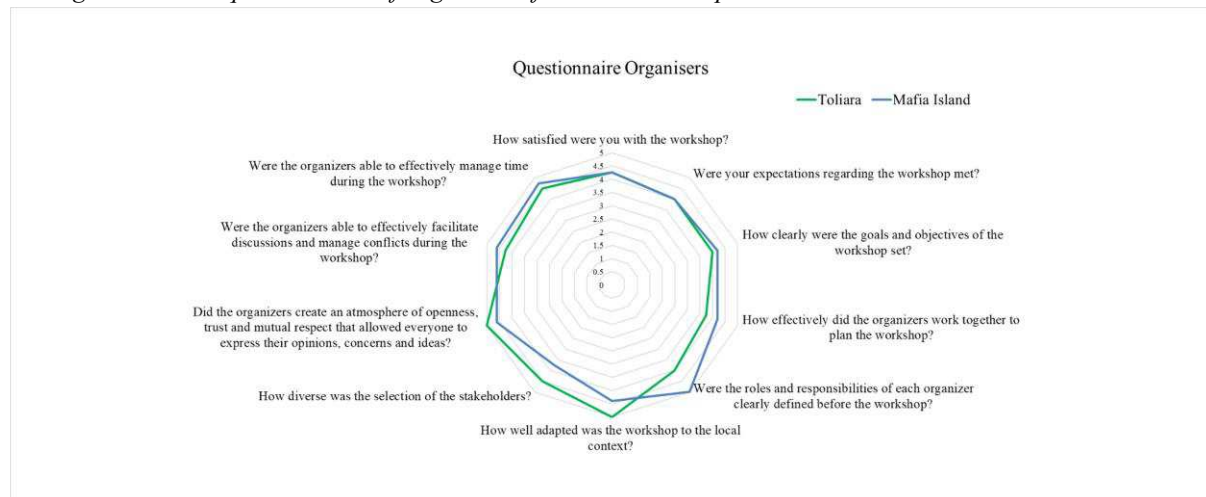 Questionnaire Organisers
Toliara Mafia Island
How satisfied were you with the workshop?
Were your expectations regarding the workshop met?
How clearly were the goals and objectives of the
workshop set?
How effectively did the organizers work together to
plan the workshop?
Were the roles and responsibilities of each organizer
clearly defined before the workshop?
How well adapted was the workshop to the local
context?
How diverse was the selection of the stakeholders?
Did the organizers create an atmosphere of openness,
trust and mutual respect that allowed everyone to
express their opinions, concerns and ideas?
Were the organizers able to effectively facilitate
discussions and manage conflicts during the
workshop?
Were the organizers able to effectively manage time
during the workshop?
5
4.5
4
3.5
3
2.5
2
1.5
1
0.5
0